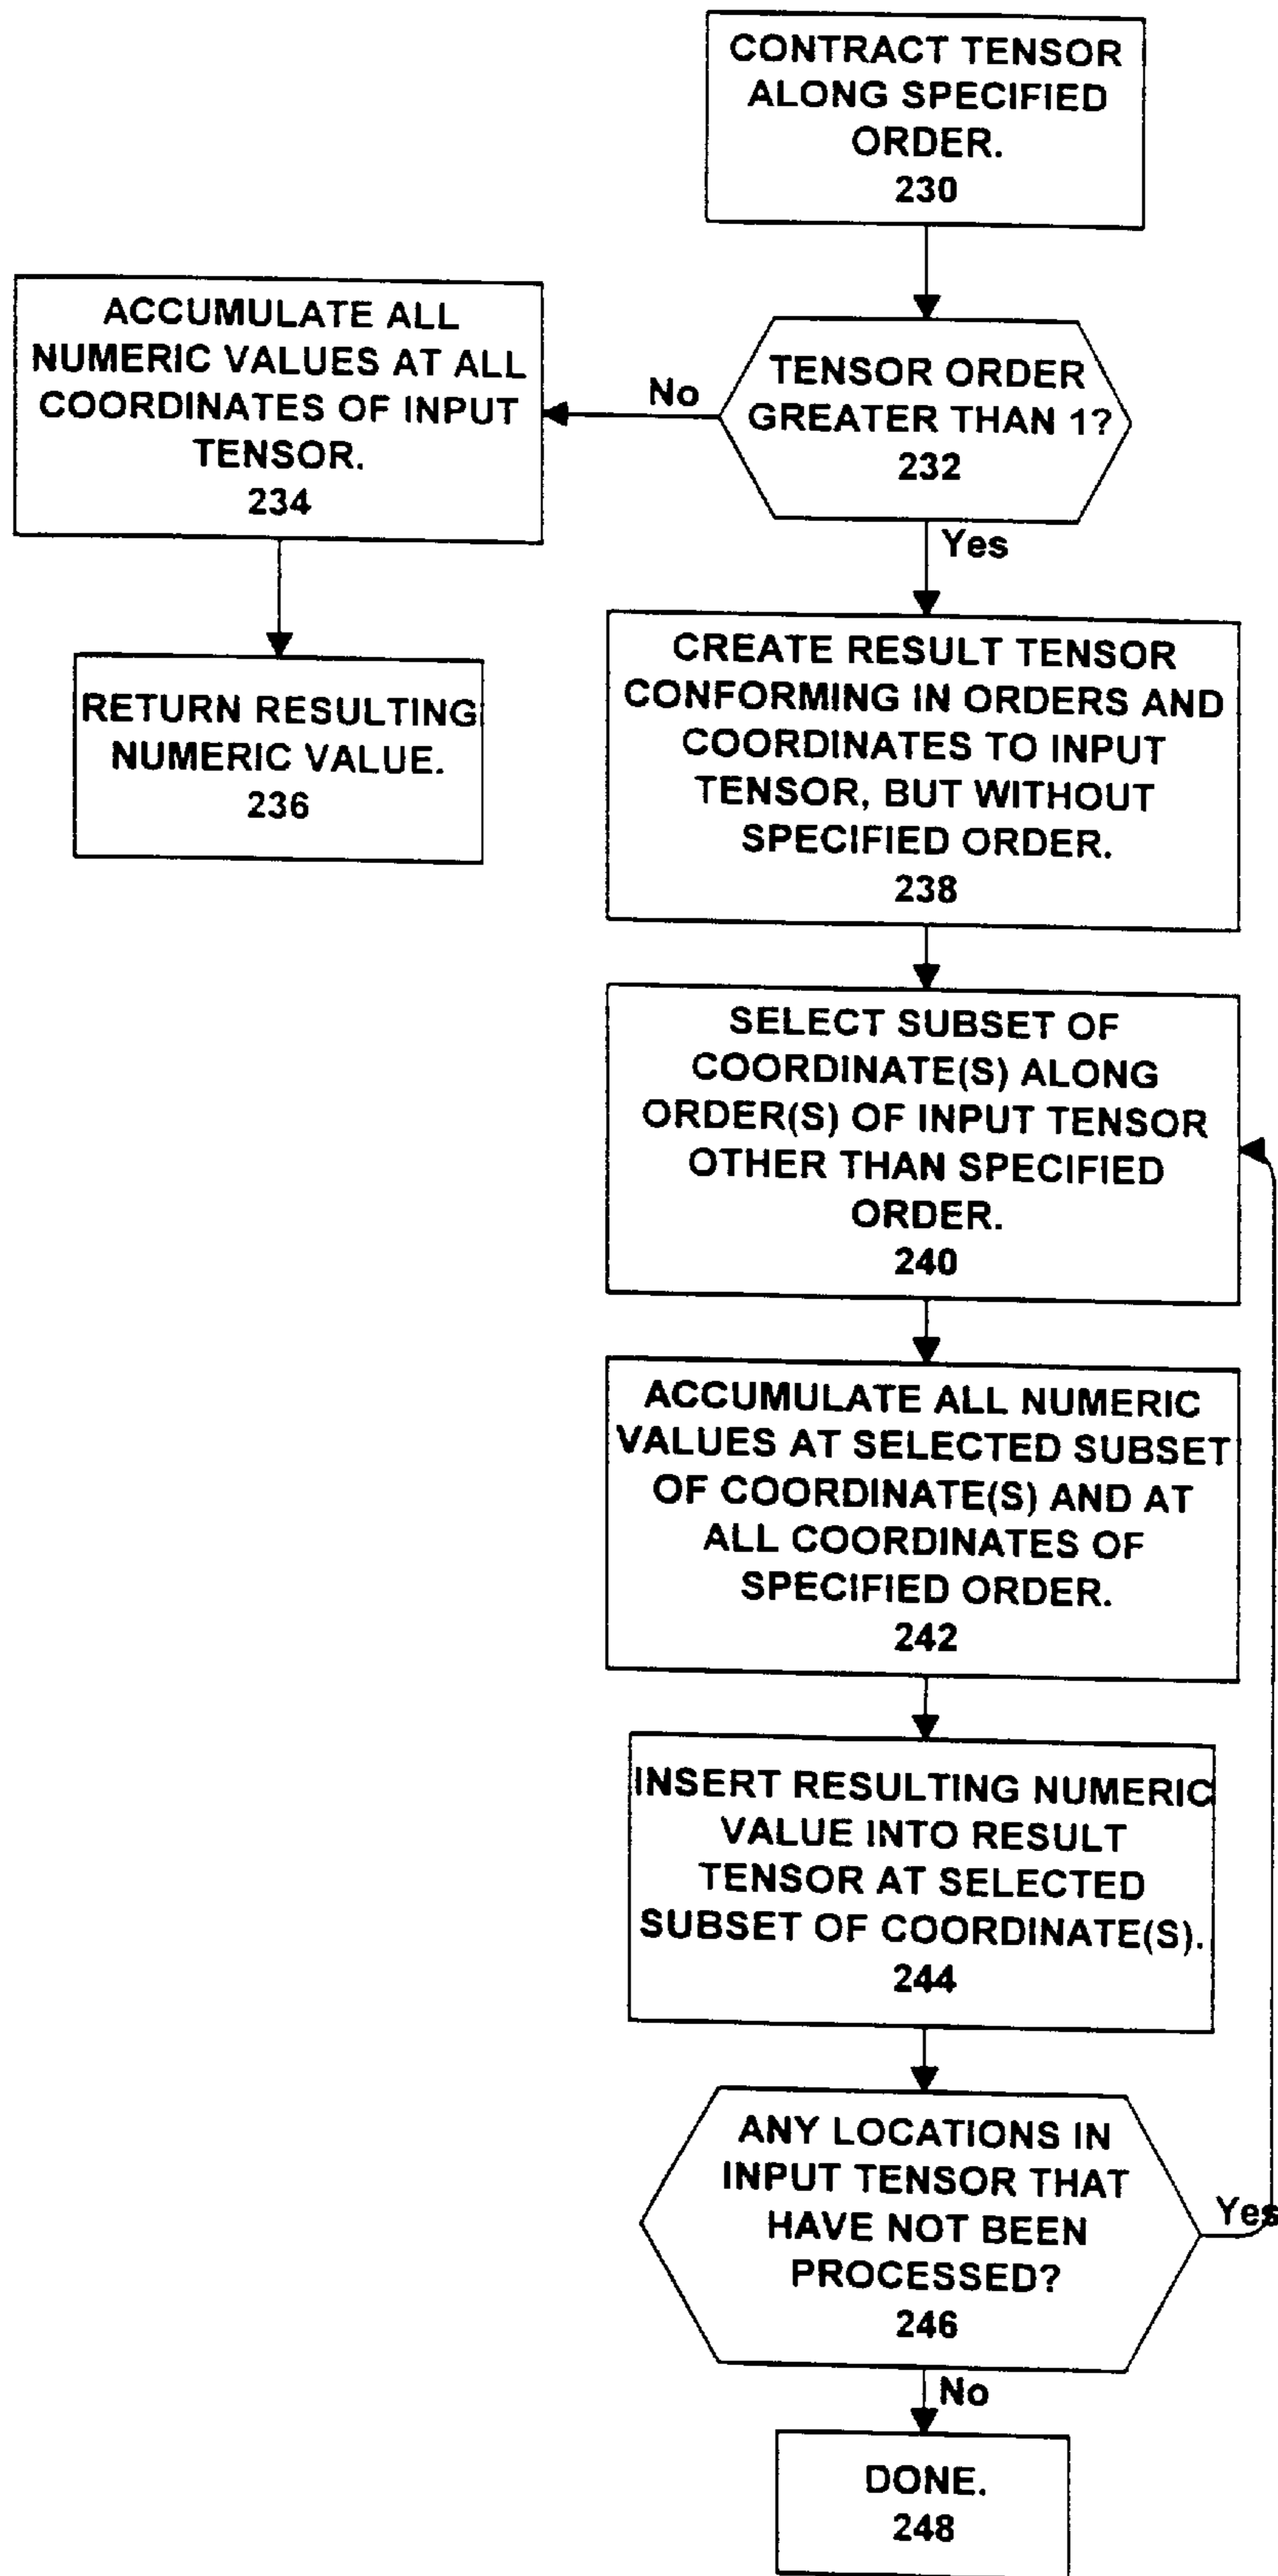 CONTRACT TENSOR
ALONG SPECIFIED
ORDER.
230
ACCUMULATE ALL
NUMERIC VALUES AT ALL
COORDINATES OF INPUT
TENSOR.
234
No
TENSOR ORDER
GREATER THAN 1?
232
Yes
RETURN RESULTING
NUMERIC VALUE.
236
CREATE RESULT TENSOR
CONFORMING IN ORDERS AND
COORDINATES TO INPUT
TENSOR, BUT WITHOUT
SPECIFIED ORDER.
238
SELECT SUBSET OF
COORDINATE(S) ALONG
ORDER(S) OF INPUT TENSOR
OTHER THAN SPECIFIED
ORDER.
240
ACCUMULATE ALL NUMERIC
VALUES AT SELECTED SUBSET
OF COORDINATE(S) AND AT
ALL COORDINATES OF
SPECIFIED ORDER.
242
INSERT RESULTING NUMERIC
VALUE INTO RESULT
TENSOR AT SELECTED
SUBSET OF COORDINATE(S).
244
ANY LOCATIONS IN
INPUT TENSOR THAT
HAVE NOT BEEN
PROCESSED?
246
Yes
No
DONE.
248